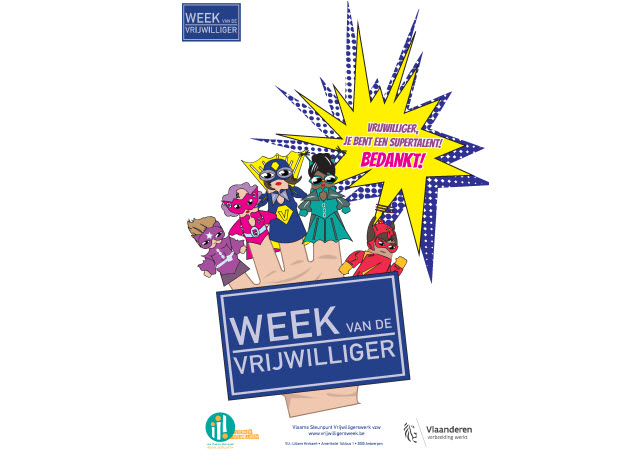 WEEK VAN DE
VRIJWILLIGER
VRIJWILLIGER,
JE BENT EEN SUPERTALENT!
BEDANKT!
WEEK VAN DE
VRIJWILLIGER
Vlaams Steunpunt Vrijwilligerswerk vzw
www.vrijwilligersweek.be
Vlaanderen
verbeelding werkt